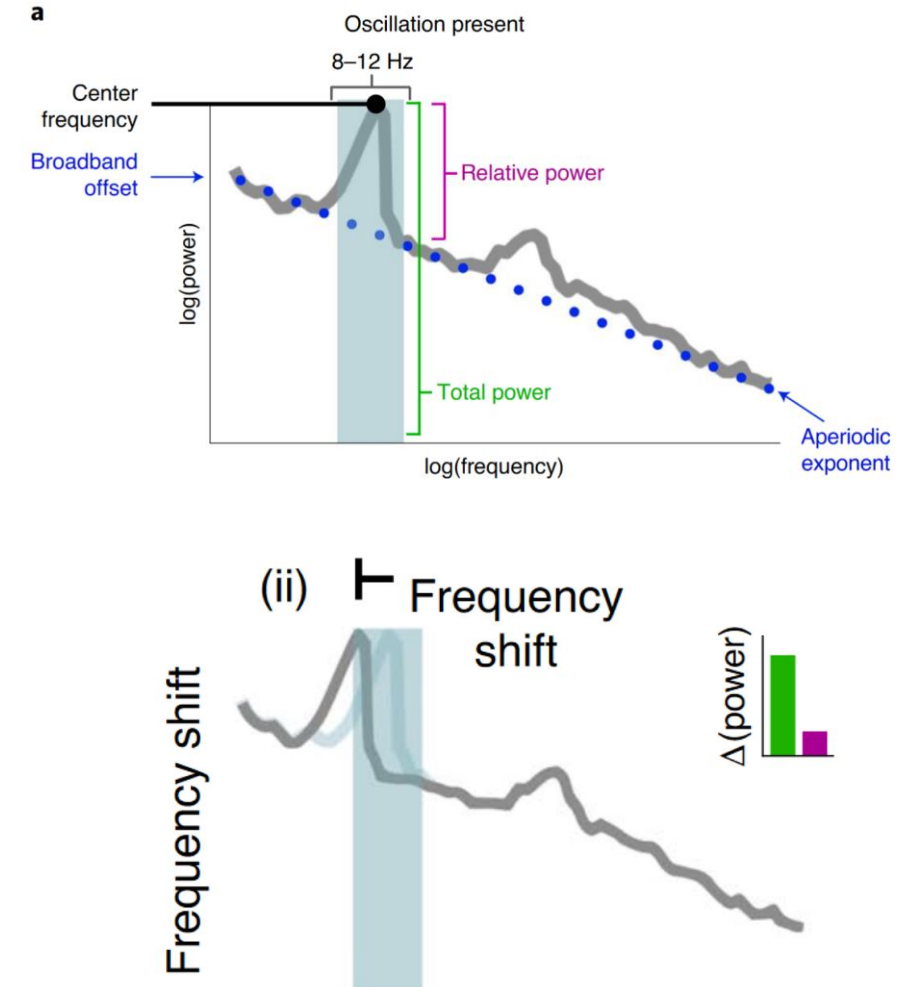 a
Oscillation present
8–12 Hz
Center
frequency
Broadband
offset
Relative power
log(power)
Total power
Aperiodic
exponent
log(frequency)
(ii)
Frequency
shift
Frequency shift
Δ(power)